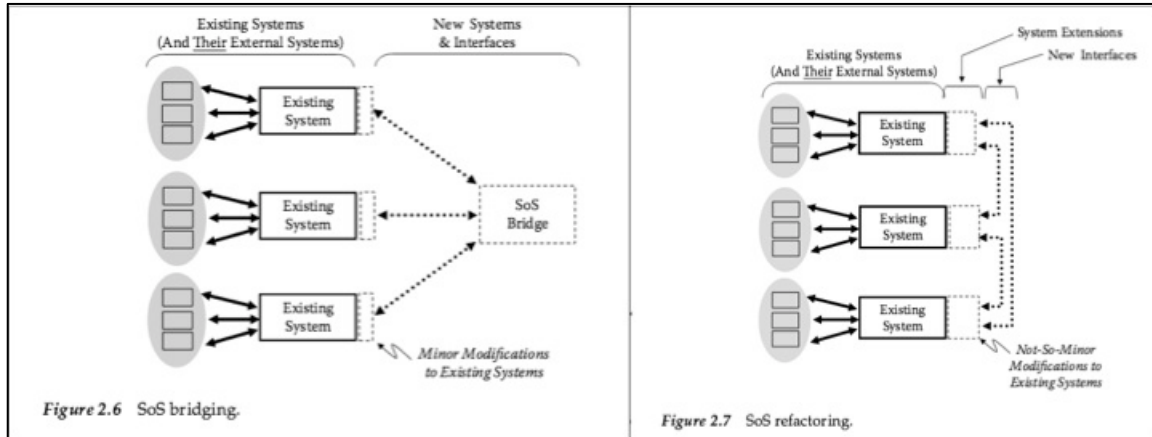 Existing Systems
(And Their External Systems)
New Systems
& Interfaces
Existing
System
Existing
System
SoS
Bridge
Existing
System
Minor Modifications
to Existing Systems
Figure 2.6 SoS bridging.
System Extensions
New Interfaces
Existing Systems
(And Their External Systems)
Existing
System
Existing
System
Existing
System
Not-So-Minor
Modifications to
Existing Systems
Figure 2.7 SoS refactoring.